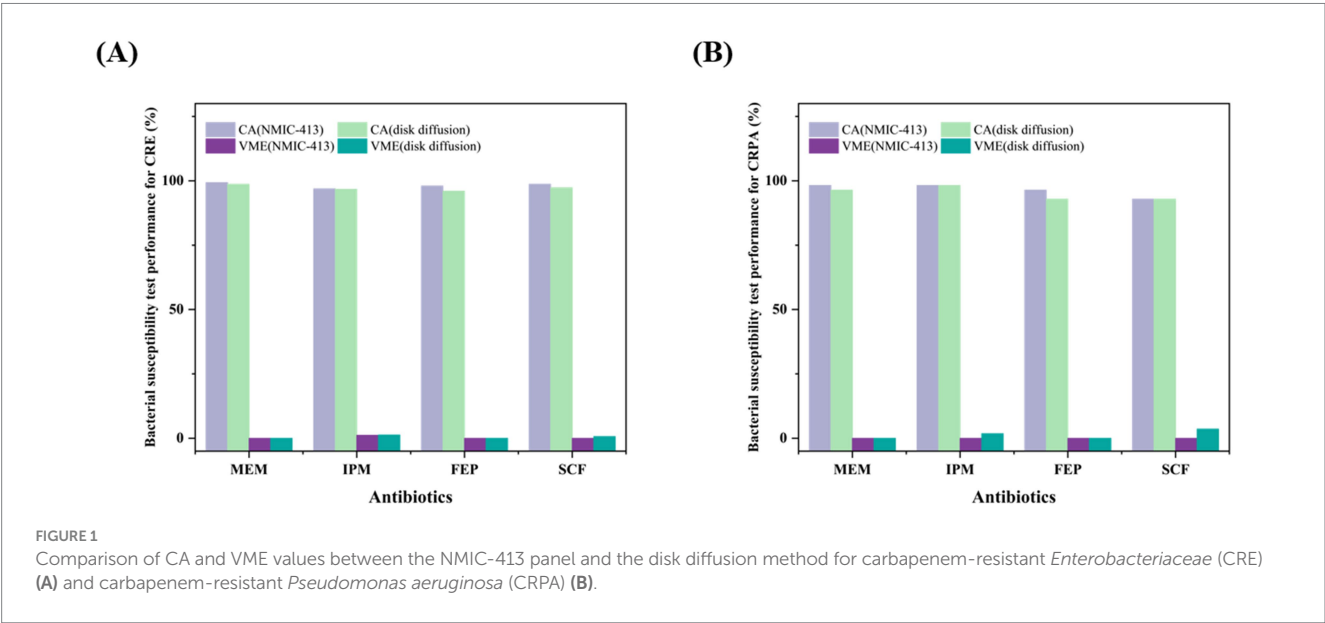 (A)
Bacterial susceptibility test performance for CRE (%)
CA(NMIC-413) CA(disk diffusion)
VME(NMIC-413) VME(disk diffusion)
100
50
0
MEM IPM FEP SCF
Antibiotics
(B)
Bacterial susceptibility test performance for CRPA (%)
CA(NMIC-413) CA(disk diffusion)
VME(NMIC-413) VME(disk diffusion)
100
50
0
MEM IPM FEP SCF
Antibiotics
FIGURE 1
Comparison of CA and VME values between the NMIC-413 panel and the disk diffusion method for carbapenem-resistant Enterobacteriaceae (CRE)
(A) and carbapenem-resistant Pseudomonas aeruginosa (CRPA) (B).